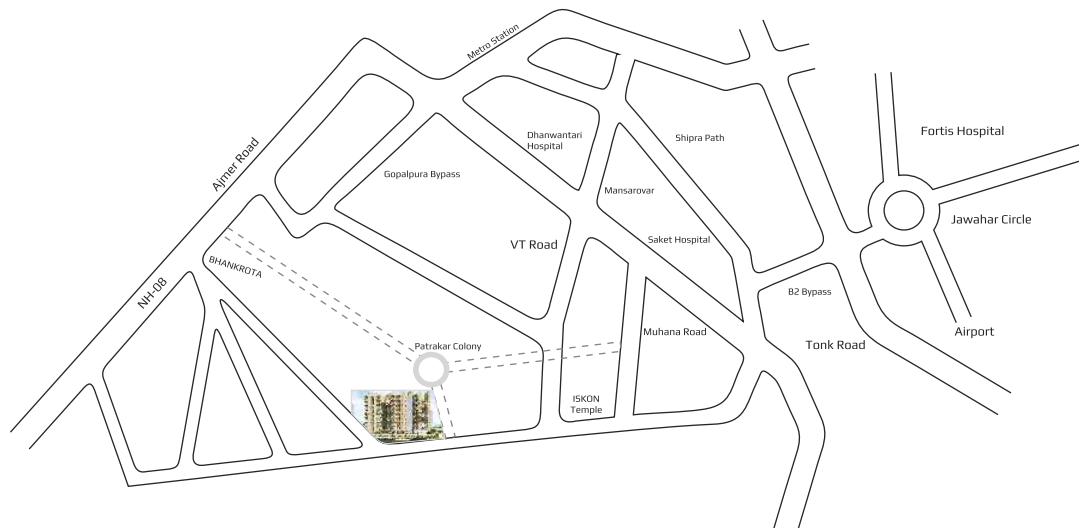 Metro Station
Ajmer Road
Dhanwantari
Hospital
Shipra Path
Fortis Hospital
Gopalpura Bypass
Mansarovar
Jawahar Circle
VT Road
Saket Hospital
BHANKROTA
NH-08
B2 Bypass
Muhana Road
Airport
Tonk Road
Patrakar Colony
ISKON
Temple